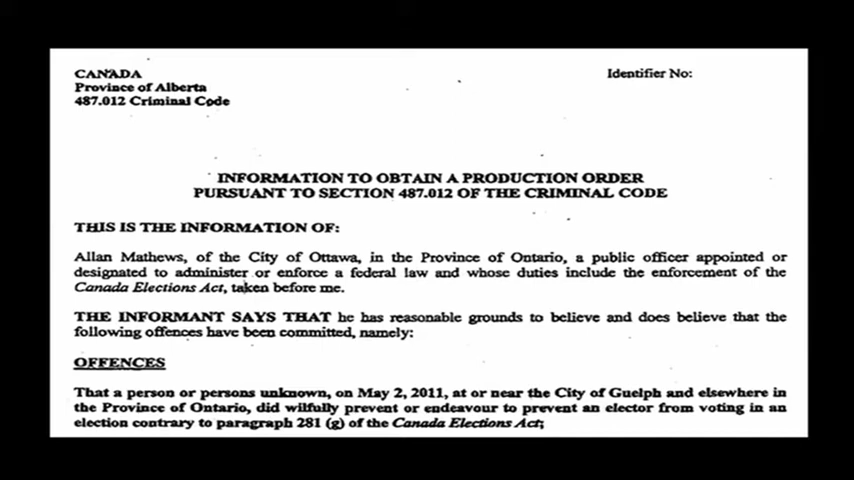 CANADA
Identifier No:
Province of Alberta
487.012 Criminal Code
INFORMATION TO OBTAIN A PRODUCTION ORDER
PURSUANT TO SECTION 487.012 OF THE CRIMINAL CODE
THIS IS THE INFORMATION OF:
Allan Mathews, of the City of Ottawa, in the Province of Ontario, a public officer appointed or
designated to administer or enforce a federal law and whose duties include the enforcement of the
Canada Elections Act, taken before me.
THE INFORMANT SAYS THAT he has reasonable grounds to believe and does believe that the
following offences have been committed, namely:
OFFENCES
That a person or persons unknown, on May 2, 2011, at or near the City of Guelph and elsewhere in
the Province of Ontario, did wilfully prevent or endeavour to prevent an elector from voting in an
election contrary to paragraph 281 (g) of the Canada Elections Act;